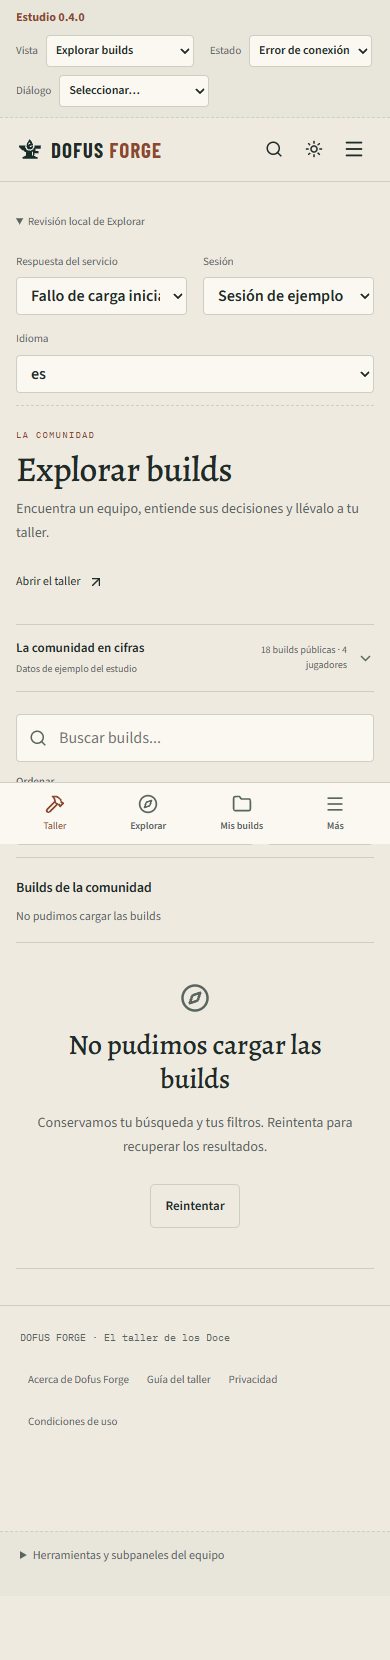 Estudio 0.4.0
Vista Explorar builds Estado Error de conexión
Diálogo Seleccionar...
DOFUS FORGE
▼ Revisión local de Explorar
Respuesta del servicio Sesión
Fallo de carga inicia Sesión de ejemplo
Idioma
es
LA COMUNIDAD
Explorar builds
Encuentra un equipo, entiende sus decisiones y llévalo a tu
taller.
Abrir el taller
La comunidad en cifras
Datos de ejemplo del estudio
18 builds públicas · 4
jugadores
Buscar builds...
Ordenar
Taller Explorar Mis builds Más
Builds de la comunidad
No pudimos cargar las builds
No pudimos cargar las
builds
Conservamos tu búsqueda y tus filtros. Reintenta para
recuperar los resultados.
Reintentar
DOFUS FORGE · El taller de los Doce
Acerca de Dofus Forge Guía del taller Privacidad
Condiciones de uso
▶ Herramientas y subpaneles del equipo